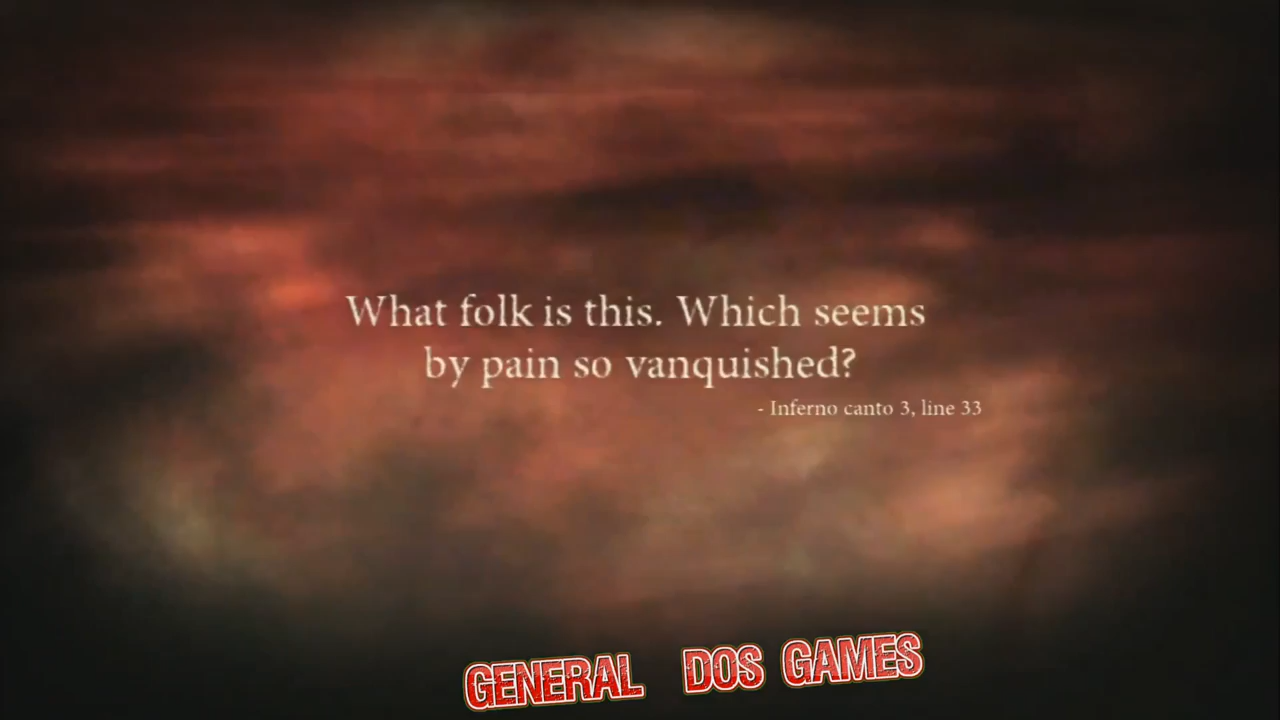 What folk is this. Which seems
by pain so vanquished?
- Inferno canto 3, line 33
GENERAL DOS GAMES